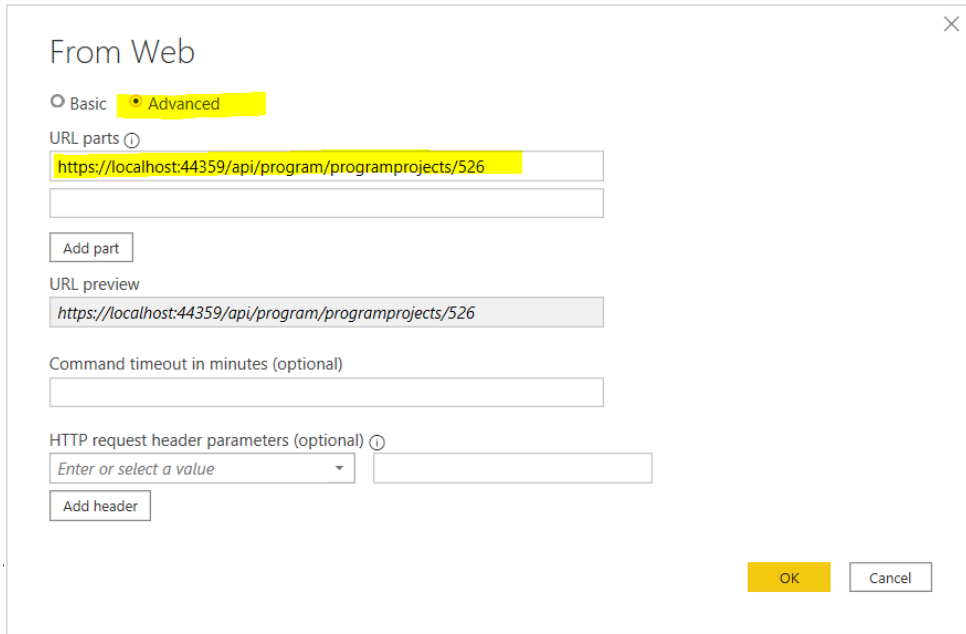 From Web
Basic Advanced
URL parts
https://localhost:44359/api/program/programprojects/526
Add part
URL preview
https://localhost:44359/api/program/programprojects/526
Command timeout in minutes (optional)
HTTP request header parameters (optional)
Enter or select a value
Add header
OK Cancel